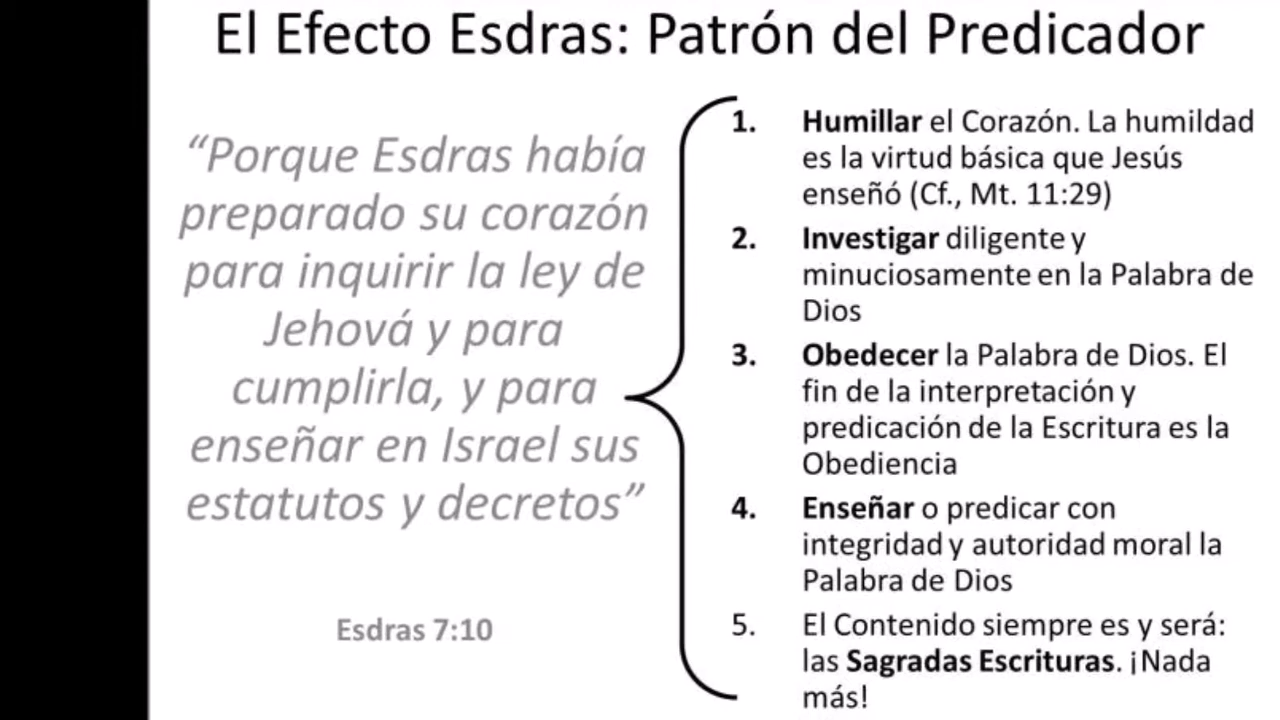 El Efecto Esdras: Patrón del Predicador
“Porque Esdras había
preparado su corazón
para inquirir la ley de
Jehová y para
cumplirla, y para
enseñar en Israel sus
estatutos y decretos”
Esdras 7:10
1. Humillar el Corazón. La humildad
es la virtud básica que Jesús
enseñó (Cf., Mt. 11:29)
2. Investigar diligente y
minuciosamente en la Palabra de
Dios
3. Obedecer la Palabra de Dios. El
fin de la interpretación y
predicación de la Escritura es la
Obediencia
4. Enseñar o predicar con
integridad y autoridad moral la
Palabra de Dios
5. El Contenido siempre es y será:
las Sagradas Escrituras. ¡Nada
más!